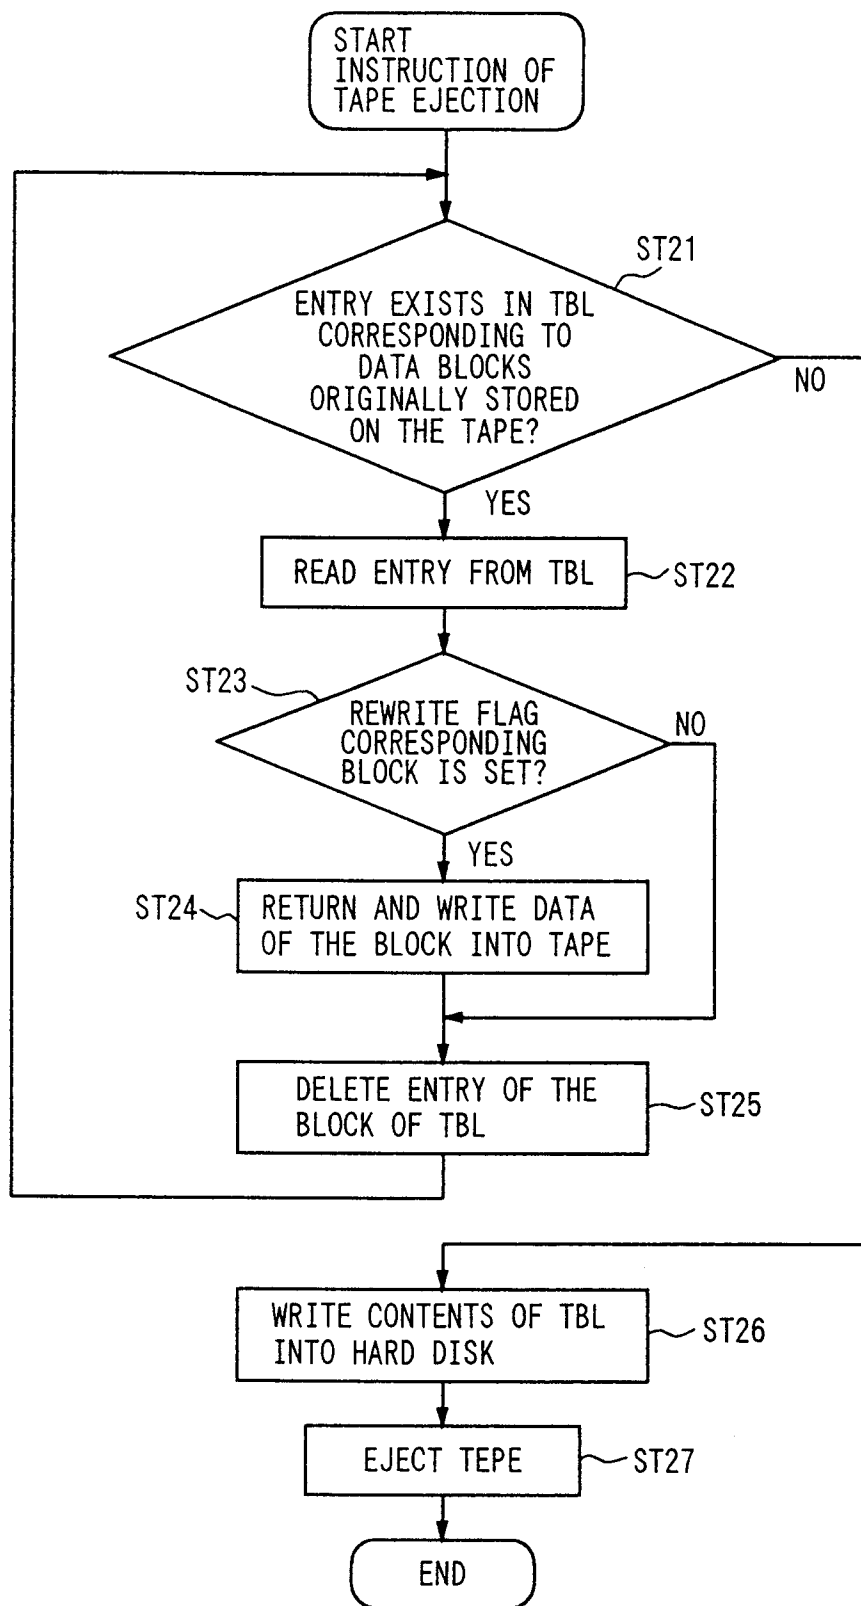 START
INSTRUCTION OF
TAPE EJECTION
ST21
ENTRY EXISTS IN TBL
CORRESPONDING TO
DATA BLOCKS
ORIGINALLY STORED
ON THE TAPE?
NO
YES
READ ENTRY FROM TBL
ST22
ST23
REWRITE FLAG
CORRESPONDING
BLOCK IS SET?
NO
YES
ST24
RETURN AND WRITE DATA
OF THE BLOCK INTO TAPE
DELETE ENTRY OF THE
BLOCK OF TBL
ST25
WRITE CONTENTS OF TBL
INTO HARD DISK
ST26
EJECT TEPE
ST27
END